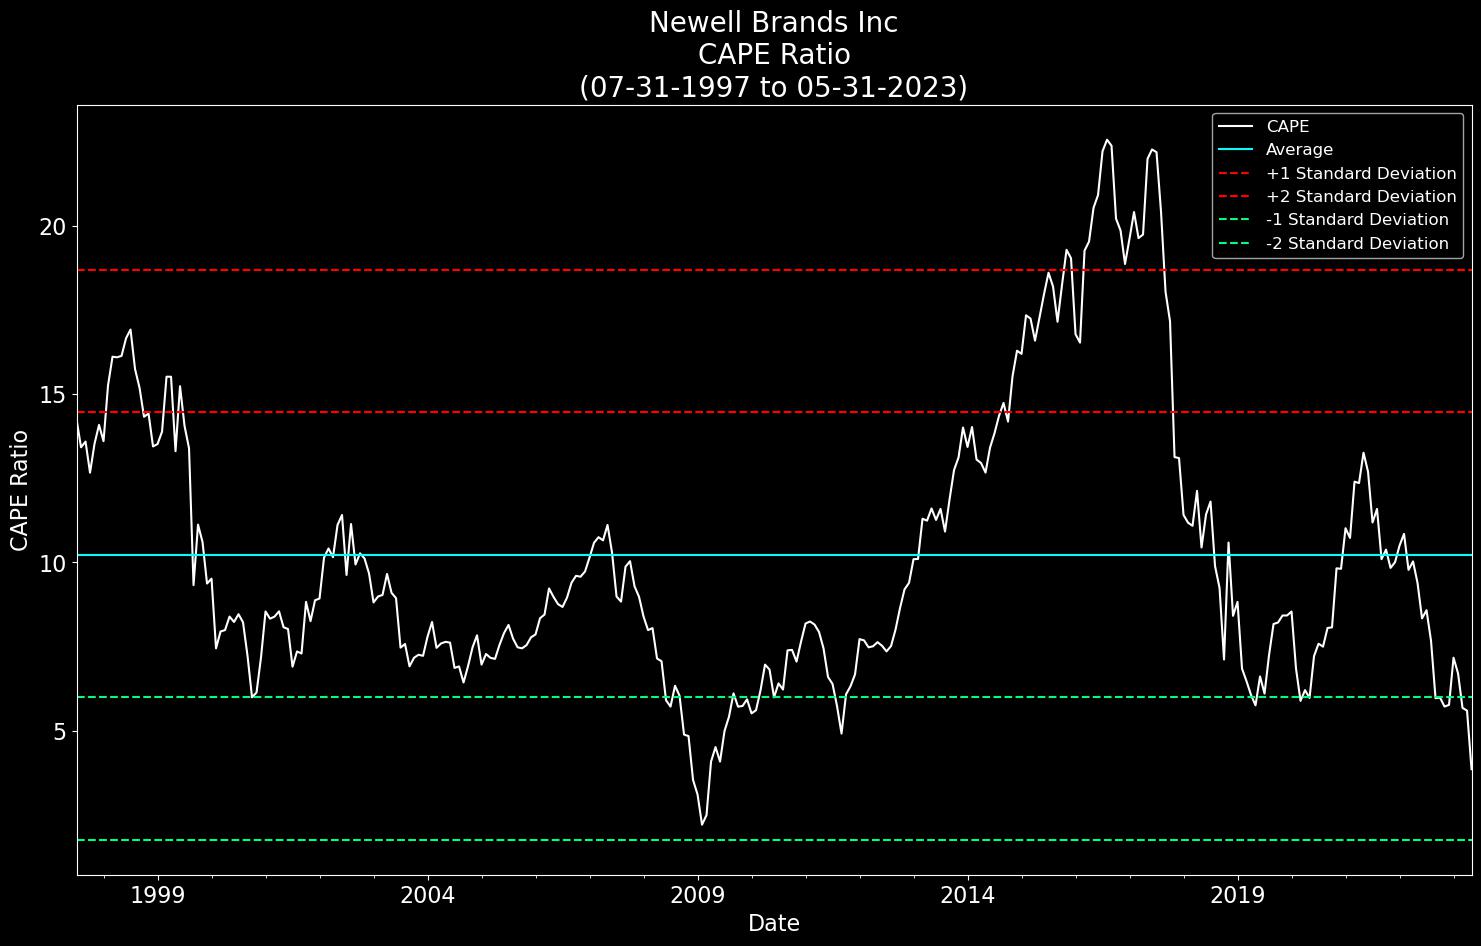 Newell Brands Inc
CAPE Ratio
(07-31-1997 to 05-31-2023)
CAPE
Average
+1 Standard Deviation
+2 Standard Deviation
-1 Standard Deviation
-2 Standard Deviation
CAPE Ratio
20
15
10
5
1999 2004 2009 2014 2019
Date